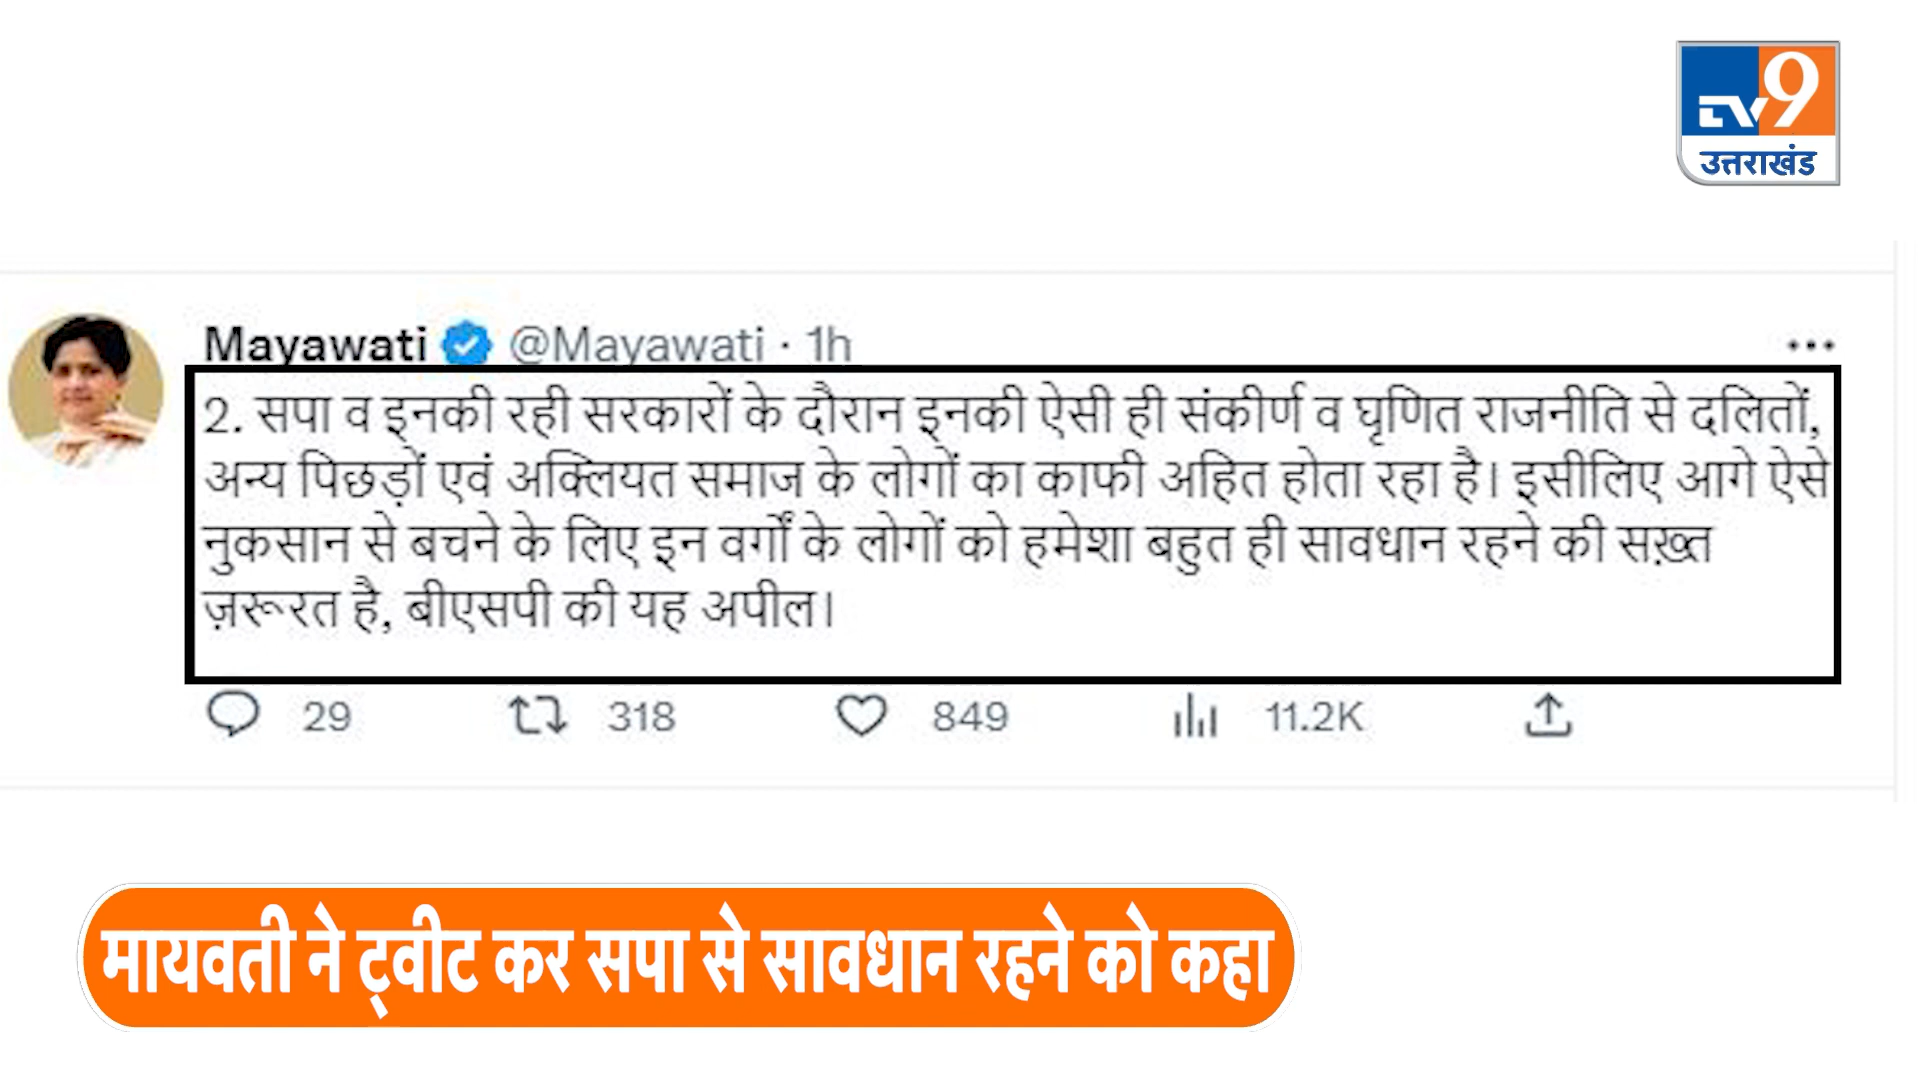 TV9
उत्तराखंड
Mayawati @Mayawati · 1h
2. सपा व इनकी रही सरकारों के दौरान इनकी ऐसी ही संकीर्ण व घृणित राजनीति से दलितों,
अन्य पिछड़ों एवं अक्लियत समाज के लोगों का काफी अहित होता रहा है। इसीलिए आगे ऐसे
नुकसान से बचने के लिए इन वर्गों के लोगों को हमेशा बहुत ही सावधान रहने की सख़्त
ज़रूरत है, बीएसपी की यह अपील।
29 318 849 11.2K
मायवती ने ट्वीट कर सपा से सावधान रहने को कहा